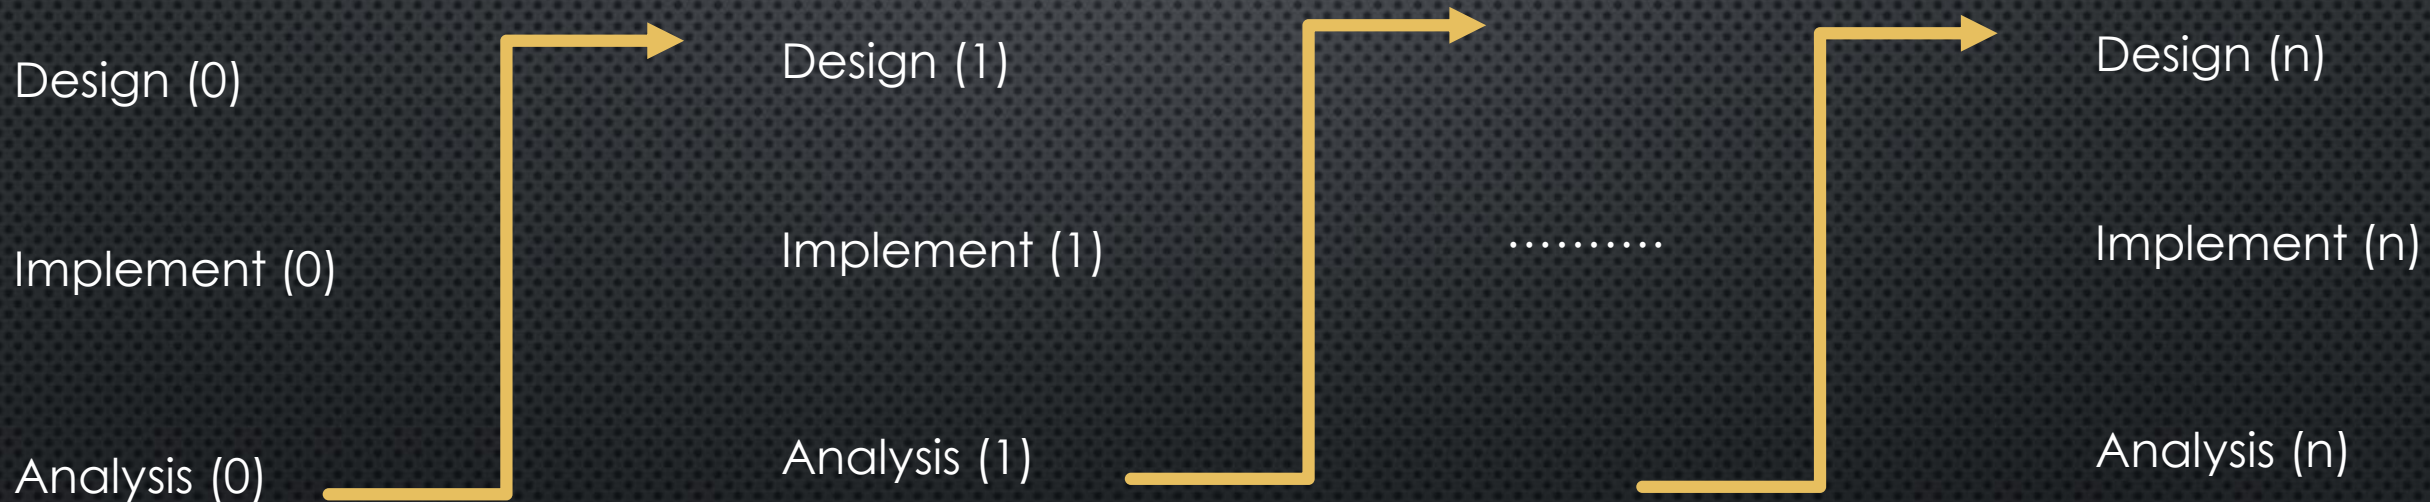 Design (0)
Implement (0)
Analysis (0)
Design (1)
Implement (1)
Analysis (1)
..........
Design (n)
Implement (n)
Analysis (n)